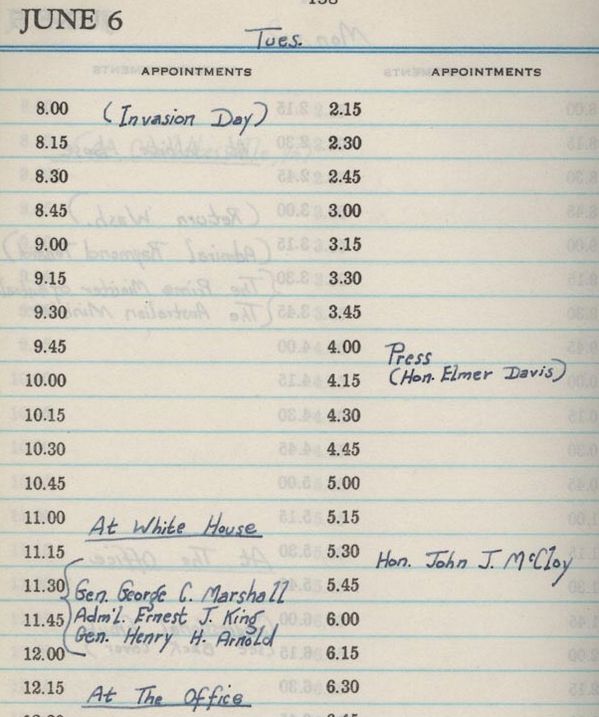 JUNE 6
Tues.
APPOINTMENTS
8.00 (Invasion Day)
8.15
8.30
8.45
9.00
9.15
9.30
9.45
10.00
10.15
10.30
10.45
11.00 At White House
11.15
11.30 Gen. George C. Marshall
11.45 Adm'l. Ernest J. King
Gen. Henry H. Arnold
12.00
12.15 At The Office
APPOINTMENTS
2.15
2.30
2.45
3.00
3.15
3.30
3.45
4.00 Press
4.15 (Hon. Elmer Davis)
4.30
4.45
5.00
5.15
5.30 Hon. John J. McCloy
5.45
6.00
6.15
6.30